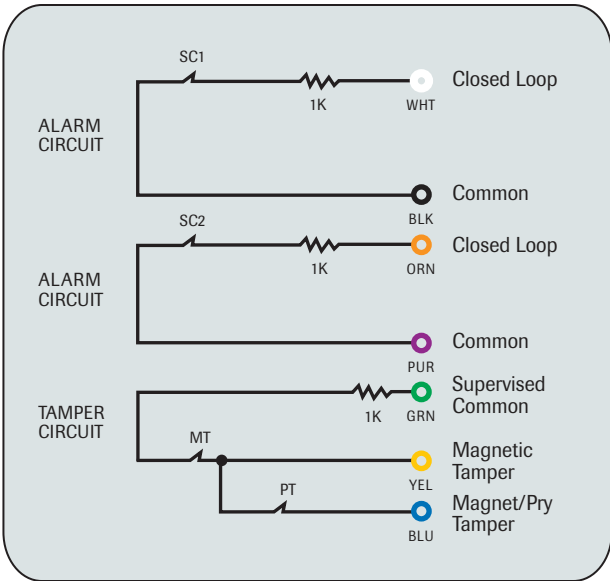 SC1
Closed Loop
1K
WHT
ALARM
CIRCUIT
Common
BLK
SC2
Closed Loop
1K
ORN
ALARM
CIRCUIT
Common
PUR
Supervised
Common
1K
GRN
TAMPER
CIRCUIT
MT
Magnetic
Tamper
YEL
PT
Magnet/Pry
Tamper
BLU